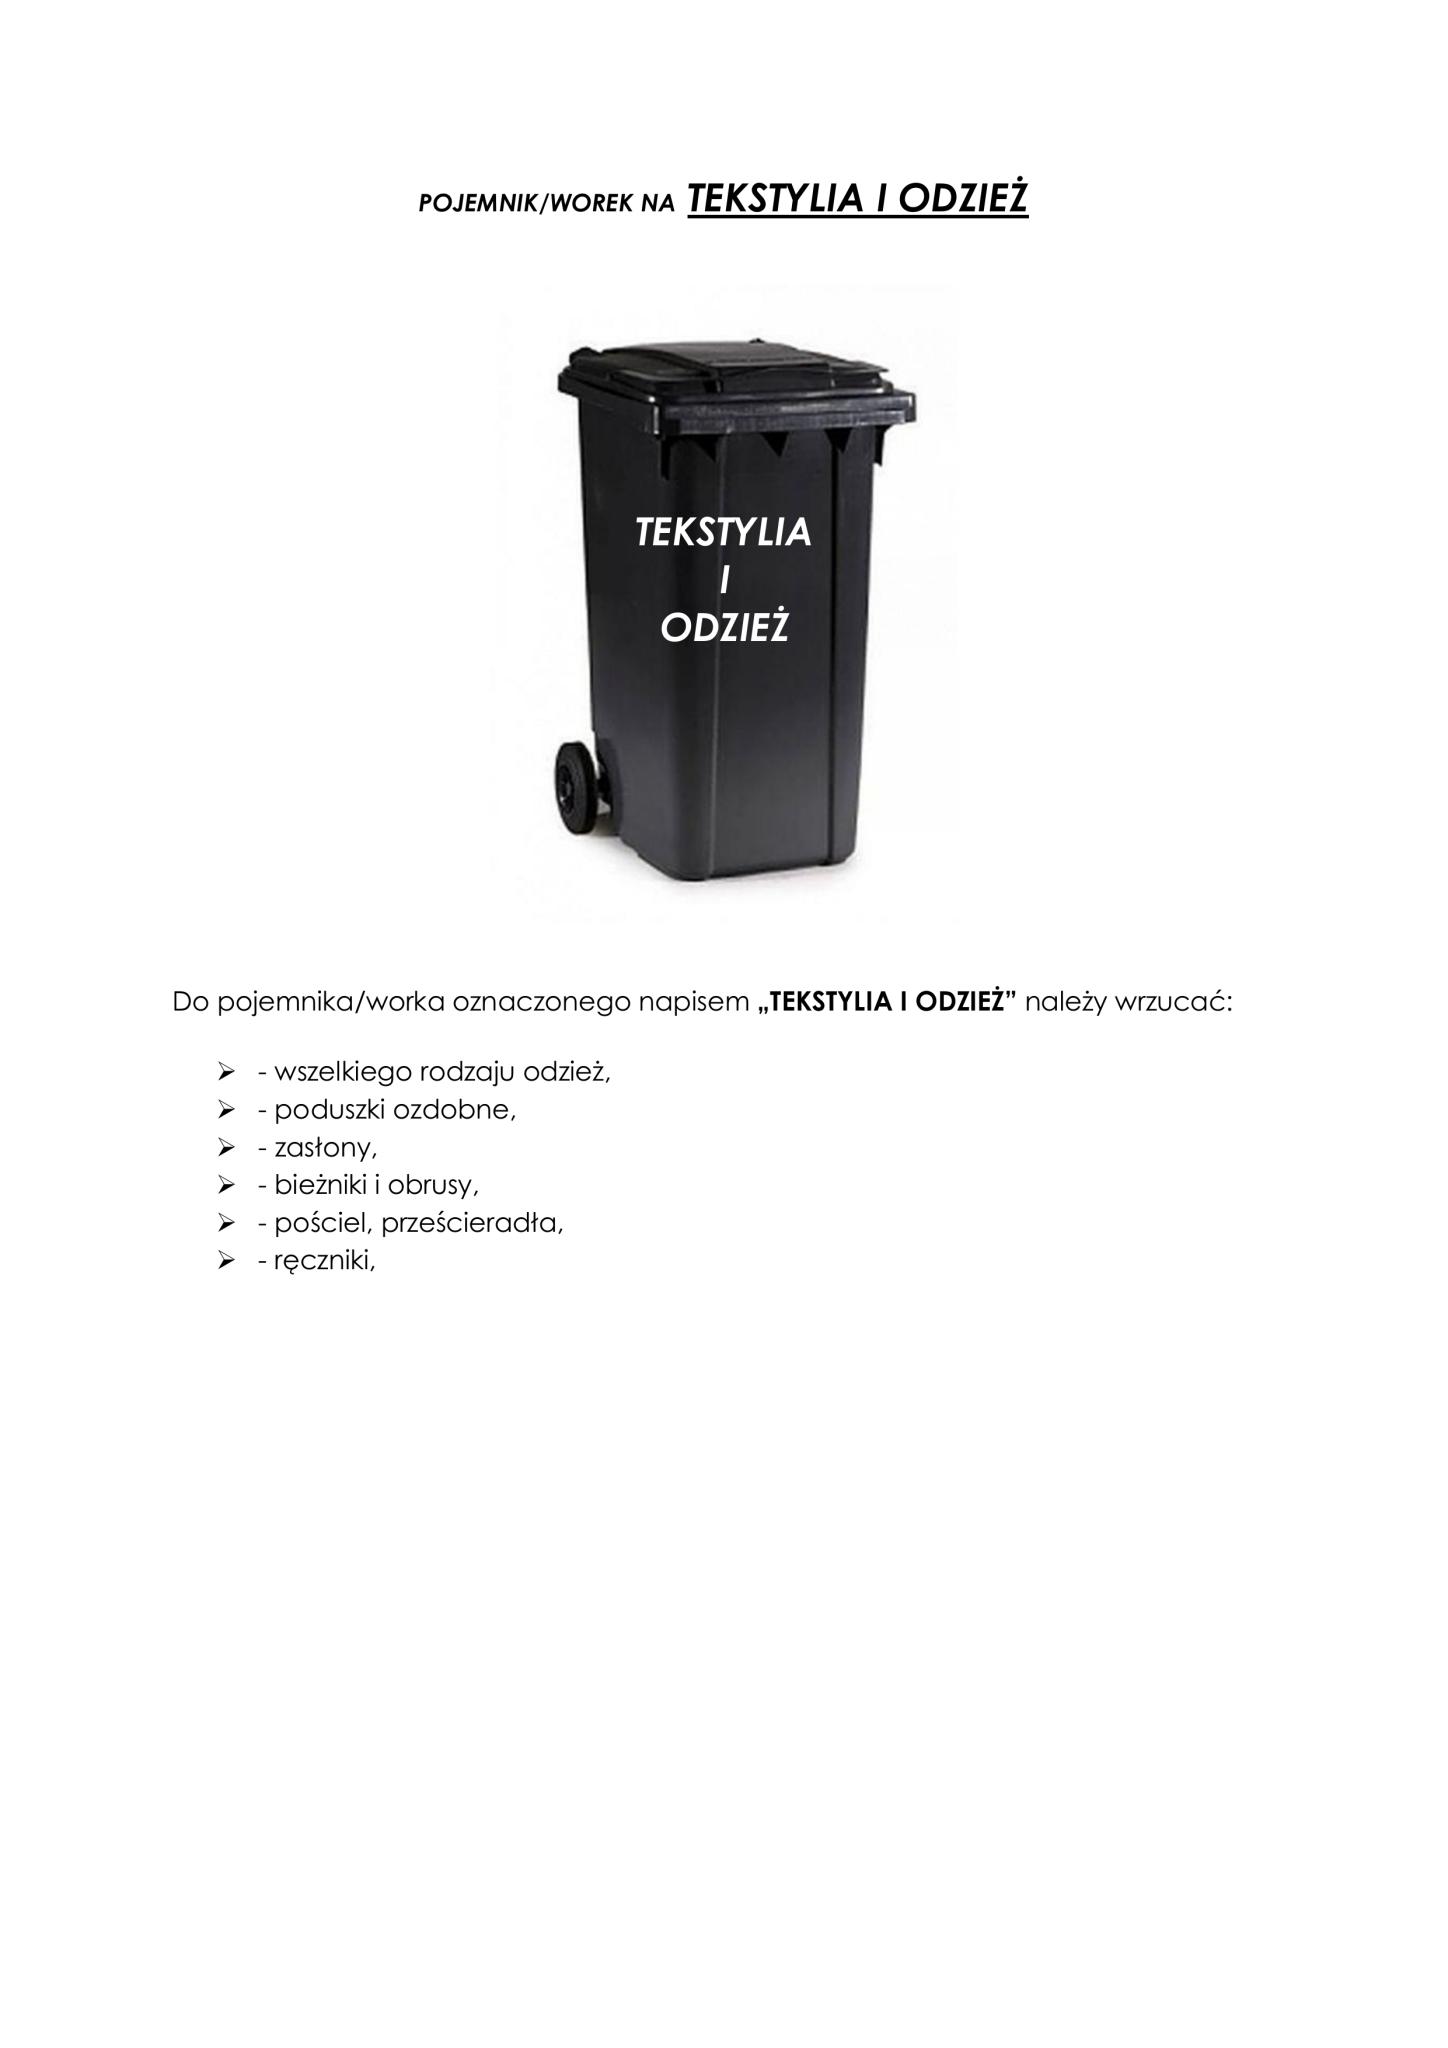 POJEMNIK/WOREK NA TEKSTYLIA I ODZIEŻ
TEKSTYLIA
I
ODZIEŻ
Do pojemnika/worka oznaczonego napisem „TEKSTYLIA I ODZIEŻ” należy wrzucać:
➢ - wszelkiego rodzaju odzież,
➢ - poduszki ozdobne,
➢ - zasłony,
➢ - bieżniki i obrusy,
➢ - pościel, prześcieradła,
➢ - ręczniki,